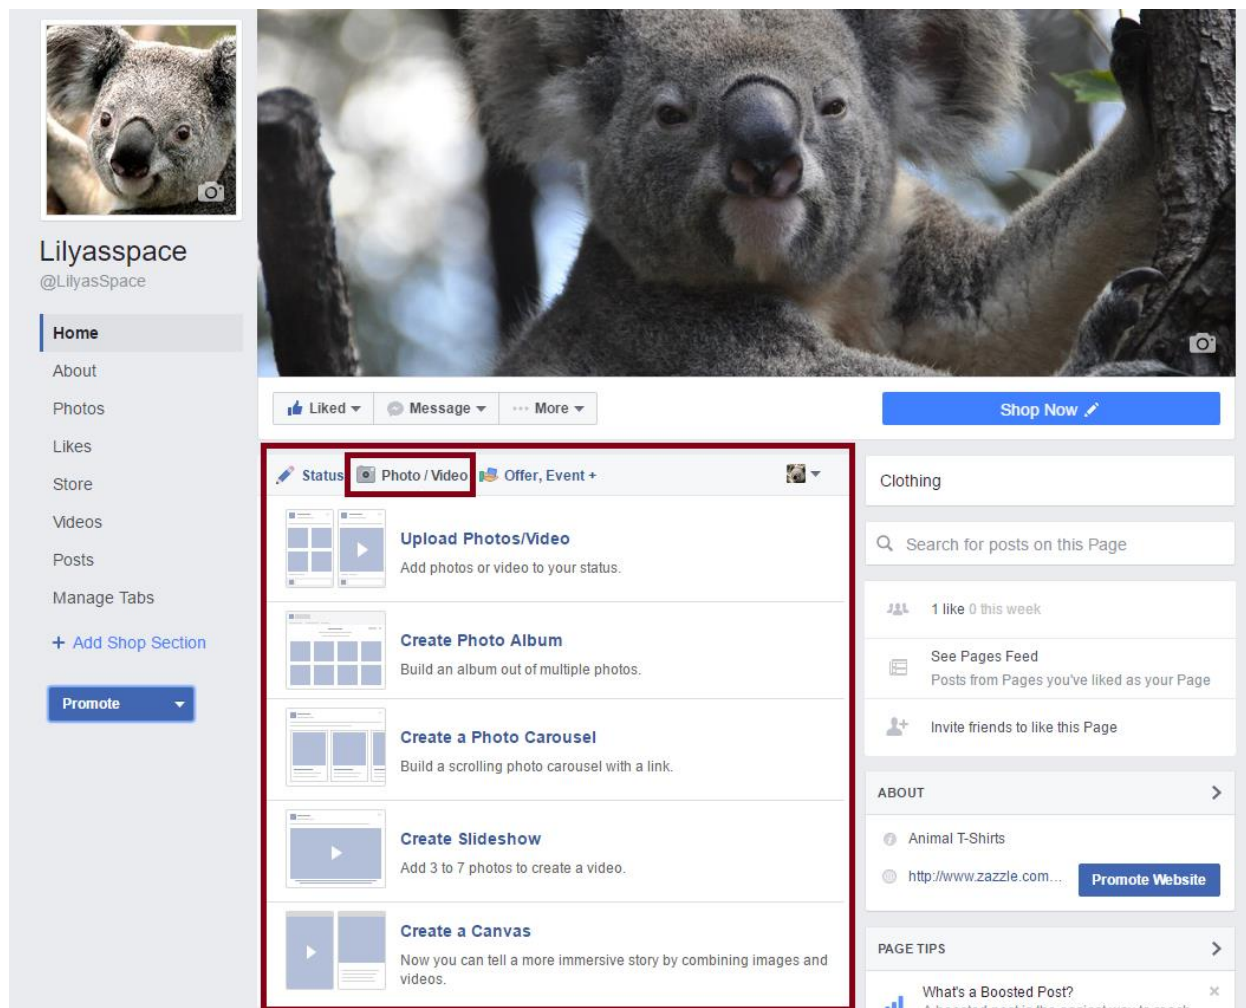 Lilyasspace
@LilyasSpace
Home
About
Photos
Likes
Store
Videos
Posts
Manage Tabs
+ Add Shop Section
Promote
Liked
Message
··· More
Shop Now
Status
Photo / Video
Offer, Event +
Upload Photos/Video
Add photos or video to your status.
Create Photo Album
Build an album out of multiple photos.
Create a Photo Carousel
Build a scrolling photo carousel with a link.
Create Slideshow
Add 3 to 7 photos to create a video.
Create a Canvas
Now you can tell a more immersive story by combining images and
videos.
Clothing
Search for posts on this Page
1 like 0 this week
See Pages Feed
Posts from Pages you've liked as your Page
Invite friends to like this Page
ABOUT
Animal T-Shirts
http://www.zazzle.com...
Promote Website
PAGE TIPS
What's a Boosted Post?